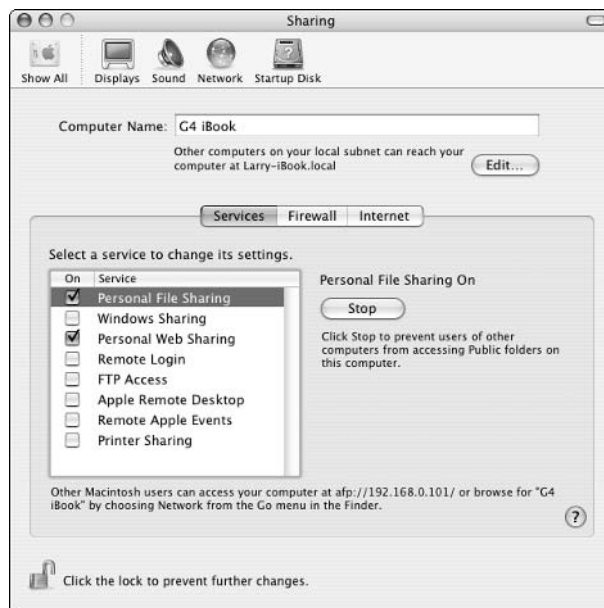 Sharing
Show All
Displays
Sound
Network
Startup Disk
Computer Name: G4 iBook
Other computers on your local subnet can reach your
computer at Larry-iBook.local
Edit...
Services
Firewall
Internet
Select a service to change its settings.
On Service
Personal File Sharing
Windows Sharing
Personal Web Sharing
Remote Login
FTP Access
Apple Remote Desktop
Remote Apple Events
Printer Sharing
Personal File Sharing On
Stop
Click Stop to prevent users of other
computers from accessing Public folders on
this computer.
Other Macintosh users can access your computer at afp://192.168.0.101/ or browse for "G4
iBook" by choosing Network from the Go menu in the Finder.
?
Click the lock to prevent further changes.